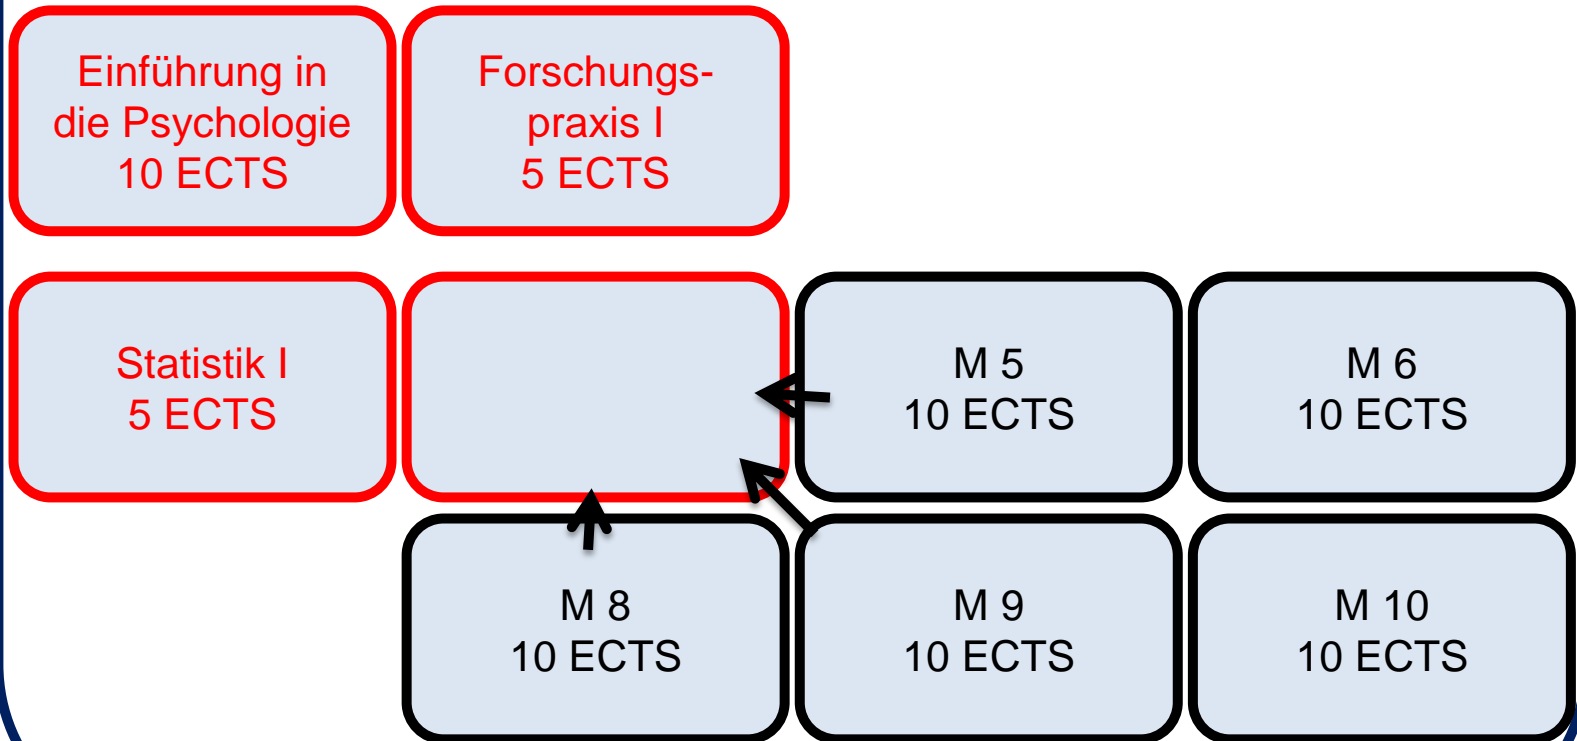 Einführung in
die Psychologie
10 ECTS
Forschungs-
praxis I
5 ECTS
Statistik I
5 ECTS
M 5
10 ECTS
M 6
10 ECTS
M 8
10 ECTS
M 9
10 ECTS
M 10
10 ECTS